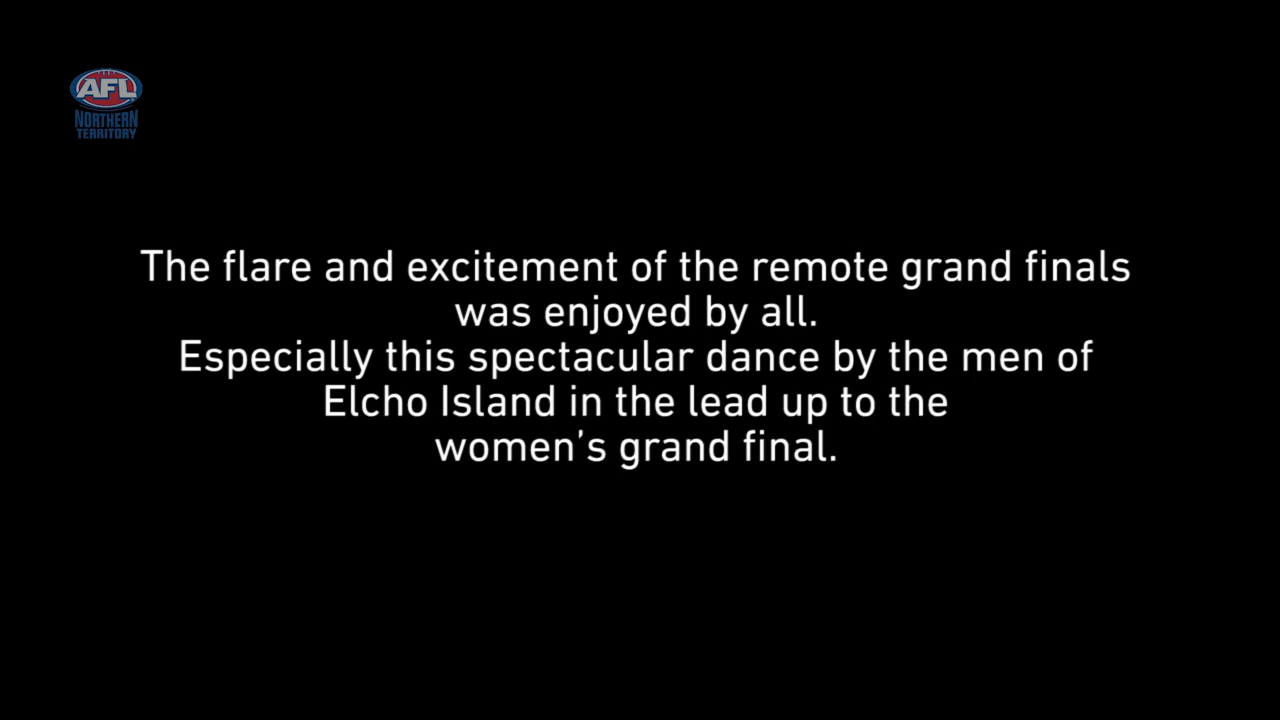 AFL
NORTHERN
TERRITORY
The flare and excitement of the remote grand finals
was enjoyed by all.
Especially this spectacular dance by the men of
Elcho Island in the lead up to the
women’s grand final.